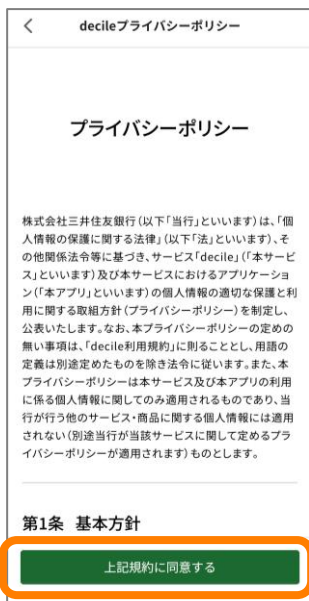 decileプライバシーポリシー
プライバシーポリシー
株式会社三井住友銀行(以下「当行」といいます)は、「個
人情報の保護に関する法律」(以下「法」といいます)、そ
の他関係法令等に基づき、サービス「decile」(「本サービ
ス」といいます)及び本サービスにおけるアプリケーショ
ン(「本アプリ」といいます)の個人情報の適切な保護と利
用に関する取組方針(プライバシーポリシー)を制定し、
公表いたします。なお、本プライバシーポリシーの定めの
無い事項は、「decile利用規約」に則ることとし、用語の
定義は別途定めたものを除き法令に従います。また、本
プライバシーポリシーは本サービス及び本アプリの利用
に係る個人情報に関してのみ適用されるものであり、当
行が行う他のサービス・商品に関する個人情報には適用
されない(別途当行が当該サービスに関して定めるプラ
イバシーポリシーが適用されます)ものとします。
第1条 基本方針
上記規約に同意する